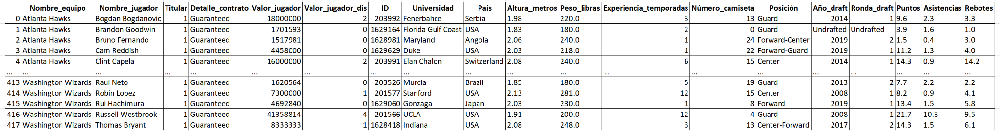 Nombre_equipo Nombre_jugador Titular Detalle_contrato Valor_jugador Valor_jugador_dis ID Universidad País Altura_metros Peso_libras Experiencia_temporadas Número_camiseta Posición Año_draft Ronda_draft Puntos Asistencias Rebotes
0 Atlanta Hawks Bogdan Bogdanovic 1 Guaranteed 18000000 2 203992 Fenerbahce Serbia 1.98 220.0 3 13 Guard 2014 1 9.6 2.3 3.3
1 Atlanta Hawks Brandon Goodwin 1 Guaranteed 1701593 0 1629164 Florida Gulf Coast USA 1.83 180.0 2 0 Guard Undrafted Undrafted 3.9 1.6 1.0
2 Atlanta Hawks Bruno Fernando 1 Guaranteed 1517981 0 1628981 Maryland Angola 2.06 240.0 1 24 Forward-Center 2019 2 1.5 0.4 3.0
3 Atlanta Hawks Cam Reddish 1 Guaranteed 4458000 0 1629629 Duke USA 2.03 218.0 1 22 Forward-Guard 2019 1 11.2 1.3 4.0
4 Atlanta Hawks Clint Capela 1 Guaranteed 16000000 2 203991 Elan Chalon Switzerland 2.08 240.0 6 15 Center 2014 1 14.3 0.9 14.2
... ... ... ... ... ... ... ... ... ... ... ... ... ... ... ... ... ... ... ...
413 Washington Wizards Raul Neto 1 Guaranteed 1620564 0 203526 Murcia Brazil 1.85 180.0 5 19 Guard 2013 2 7.7 2.2 2.2
414 Washington Wizards Robin Lopez 1 Guaranteed 7300000 1 201577 Stanford USA 2.13 281.0 12 15 Center 2008 1 8.2 0.9 4.1
415 Washington Wizards Rui Hachimura 1 Guaranteed 4692840 0 1629060 Gonzaga Japan 2.03 230.0 1 8 Forward 2019 1 13.4 1.5 5.8
416 Washington Wizards Russell Westbrook 1 Guaranteed 41358814 4 201566 UCLA USA 1.91 200.0 12 4 Guard 2008 1 21.7 10.3 9.5
417 Washington Wizards Thomas Bryant 1 Guaranteed 8333333 1 1628418 Indiana USA 2.08 248.0 3 13 Center-Forward 2017 2 14.3 1.5 6.1